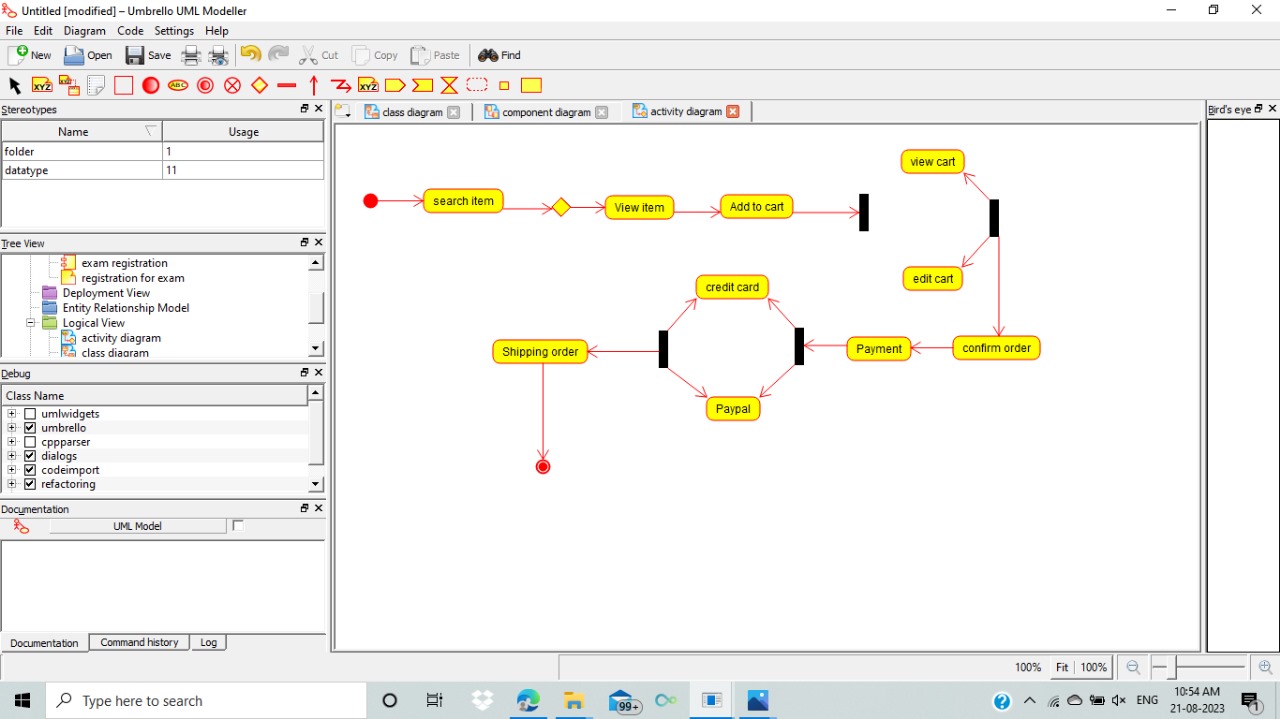 Untitled [modified] – Umbrello UML Modeller
File Edit Diagram Code Settings Help
New Open Save Cut Copy Paste Find
XYZ ABC XYZ
Stereotypes
Name Usage
folder 1
datatype 11
Tree View
exam registration
registration for exam
Deployment View
Entity Relationship Model
Logical View
activity diagram
class diagram
Debug
Class Name
umlwidgets
umbrello
cppparser
dialogs
codeimport
refactoring
Documentation
UML Model
Documentation Command history Log
class diagram component diagram activity diagram
Bird's eye
view cart
search item
View item
Add to cart
edit cart
credit card
Shipping order
Payment
confirm order
Paypal
100% Fit 100%
Type here to search
99+
ENG
10:54 AM
21-08-2023
1